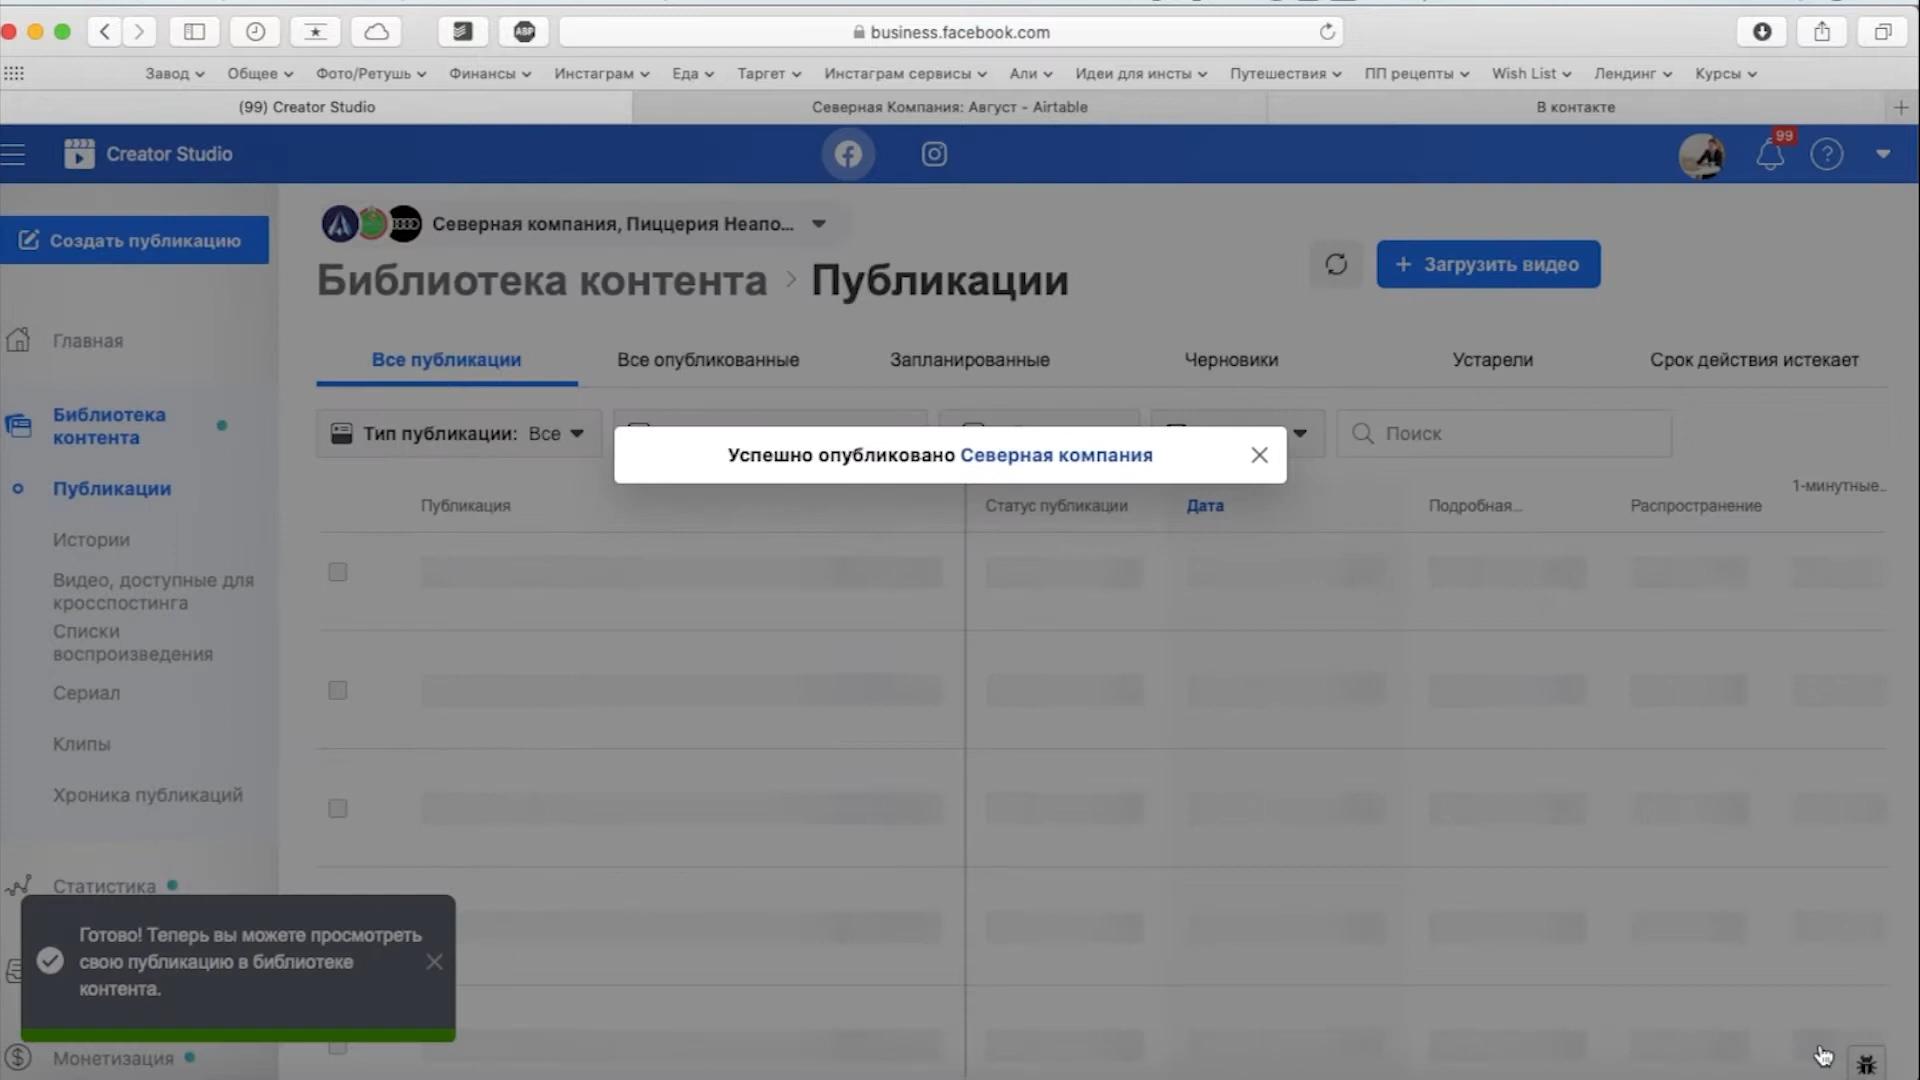 business.facebook.com
Завод
Общее
Фото/Ретушь
Финансы
Инстаграм
Еда
Таргет
Инстаграм сервисы
Али
Идеи для инсты
Путешествия
ПП рецепты
Wish List
Лендинг
Курсы
(99) Creator Studio
Северная Компания: Август - Airtable
В контакте
Creator Studio
99
Создать публикацию
Северная компания, Пиццерия Неапо...
Библиотека контента > Публикации
+ Загрузить видео
Главная
Библиотека
контента
Публикации
Истории
Видео, доступные для
кросспостинга
Списки
воспроизведения
Сериал
Клипы
Хроника публикаций
Статистика
Монетизация
Все публикации
Все опубликованные
Запланированные
Черновики
Устарели
Срок действия истекает
Тип публикации: Все
Поиск
Успешно опубликовано Северная компания
Публикация
Статус публикации
Дата
Подробная...
Распространение
1-минутные..
Готово! Теперь вы можете просмотреть
свою публикацию в библиотеке
контента.
ABP